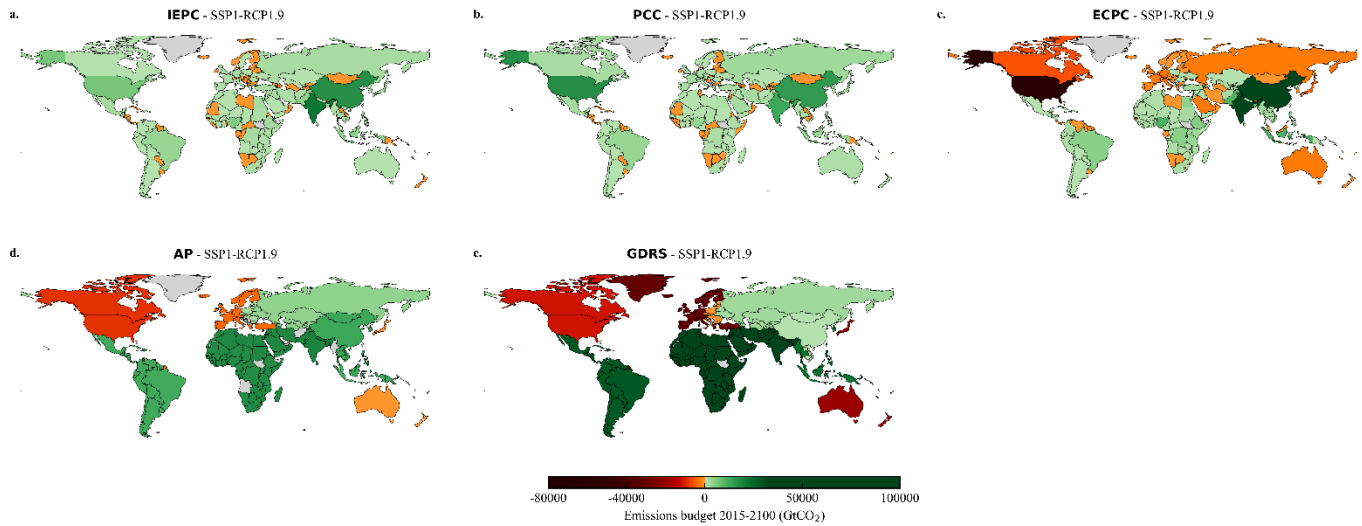 a.
IEPC - SSP1-RCP1.9
b.
PCC - SSP1-RCP1.9
c.
ECPC - SSP1-RCP1.9
d.
AP - SSP1-RCP1.9
e.
GDRS - SSP1-RCP1.9
-80000 -40000 0 50000 100000
Emissions budget 2015-2100 (GtCO₂)